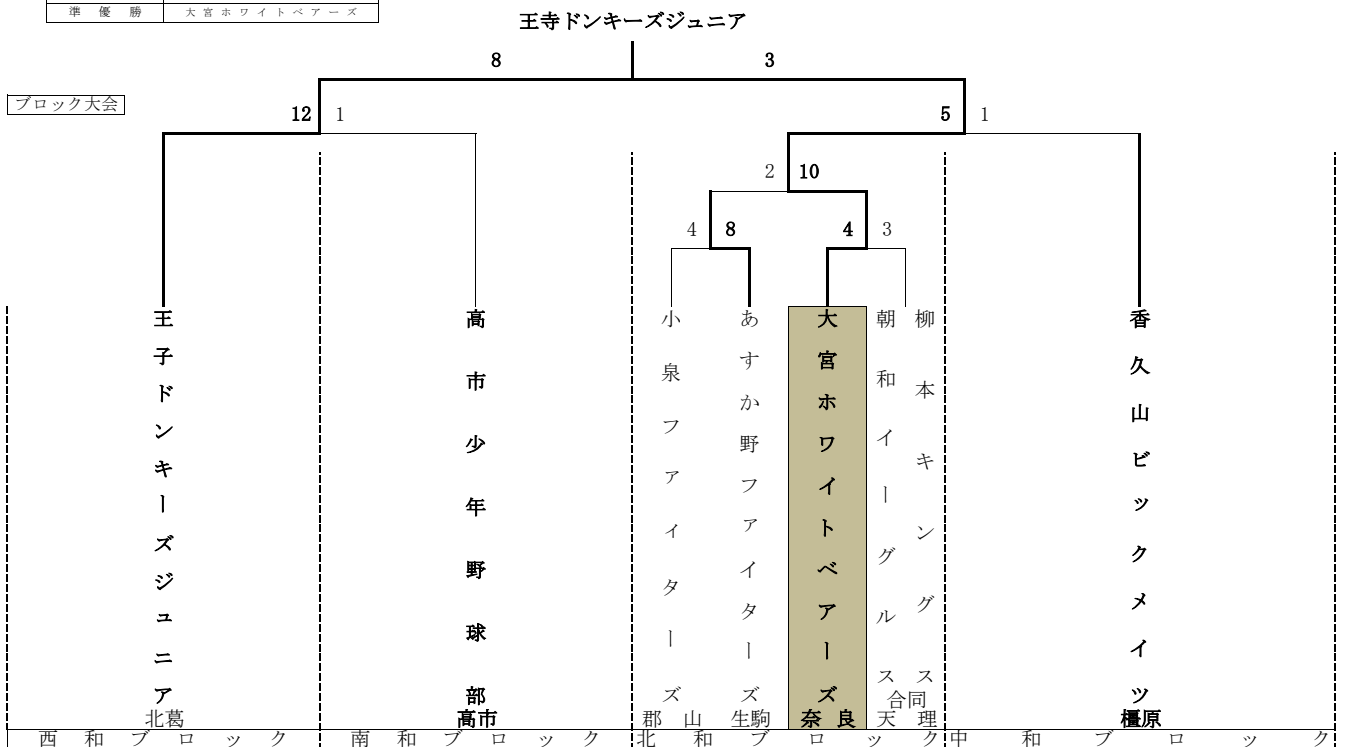 準優勝 大宮ホワイトベアーズ
王寺ドンキーズジュニア
8 3
ブロック大会
12 1 5 1
2 10
4 8 4 3
王子ドンキーズジュニア
高市少年野球部
小泉ファイターズ
あすか野ファイターズ
大宮ホワイトベアーズ
朝和イーグルス
柳本キングス
合同
香久山ビックメイツ
北葛 高市 郡山 生駒 奈良 天理 橿原
西和ブロック 南和ブロック 北和ブロック 中和ブロック